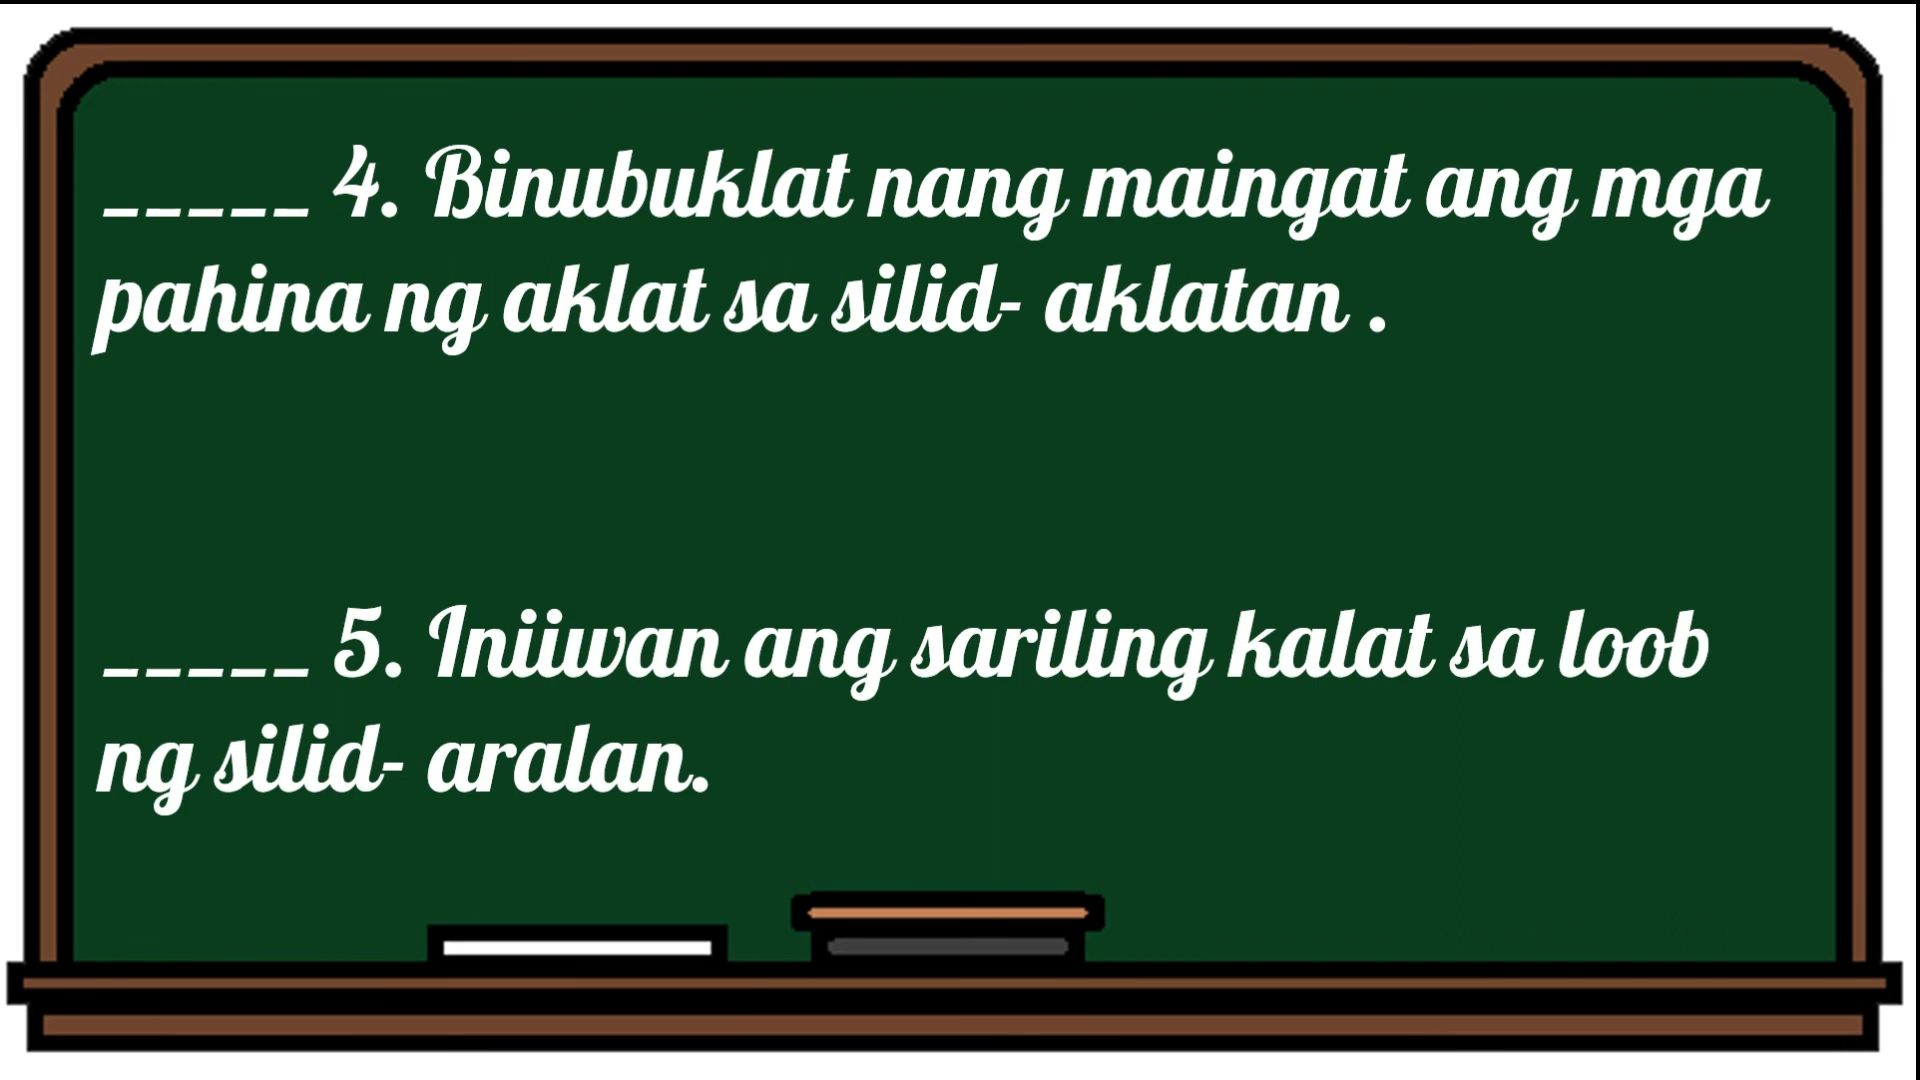 _____ 4. Binubuklat nang maingat ang mga
pahina ng aklat sa silid- aklatan .
_____ 5. Iniiwan ang sariling kalat sa loob
ng silid- aralan.